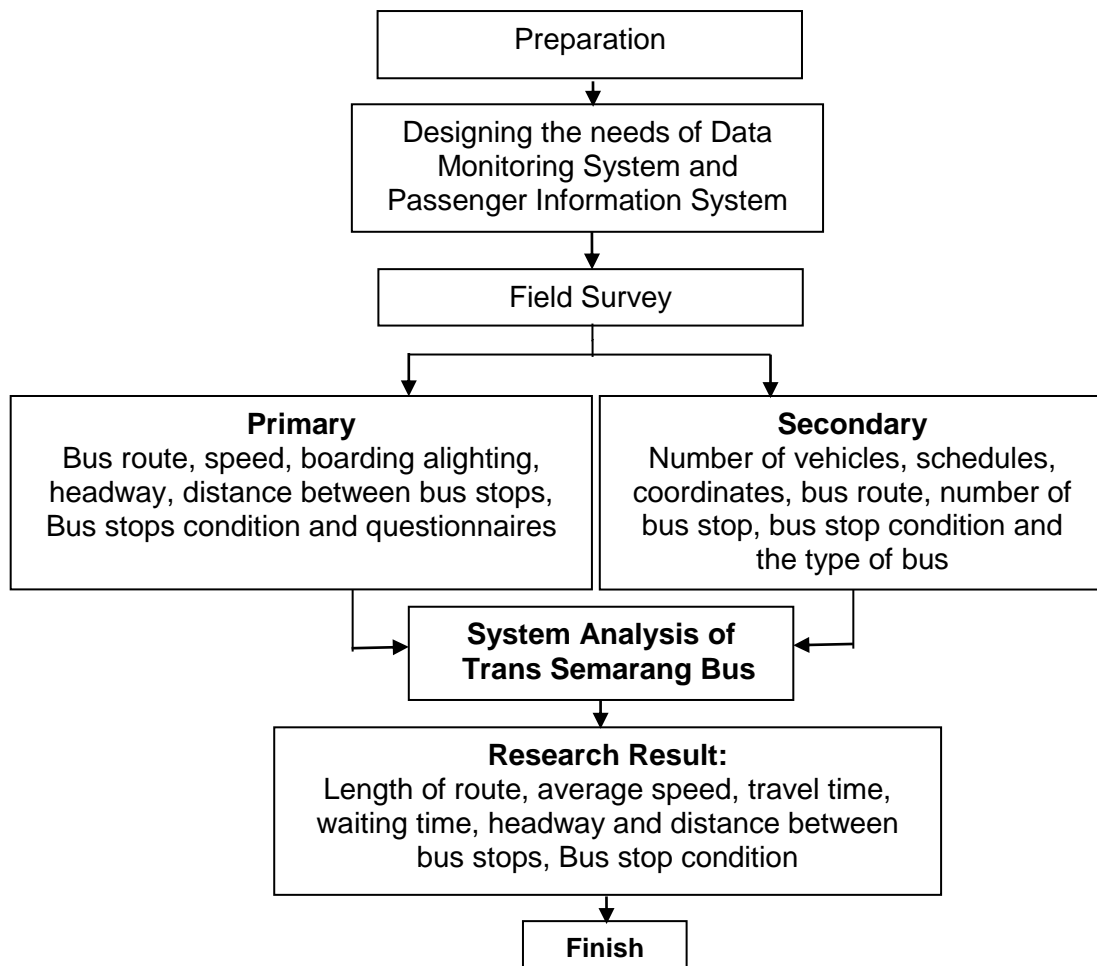 Preparation
Designing the needs of Data
Monitoring System and
Passenger Information System
Field Survey
Primary
Bus route, speed, boarding alighting,
headway, distance between bus stops,
Bus stops condition and questionnaires
Secondary
Number of vehicles, schedules,
coordinates, bus route, number of
bus stop, bus stop condition and
the type of bus
System Analysis of
Trans Semarang Bus
Research Result:
Length of route, average speed, travel time,
waiting time, headway and distance between
bus stops, Bus stop condition
Finish